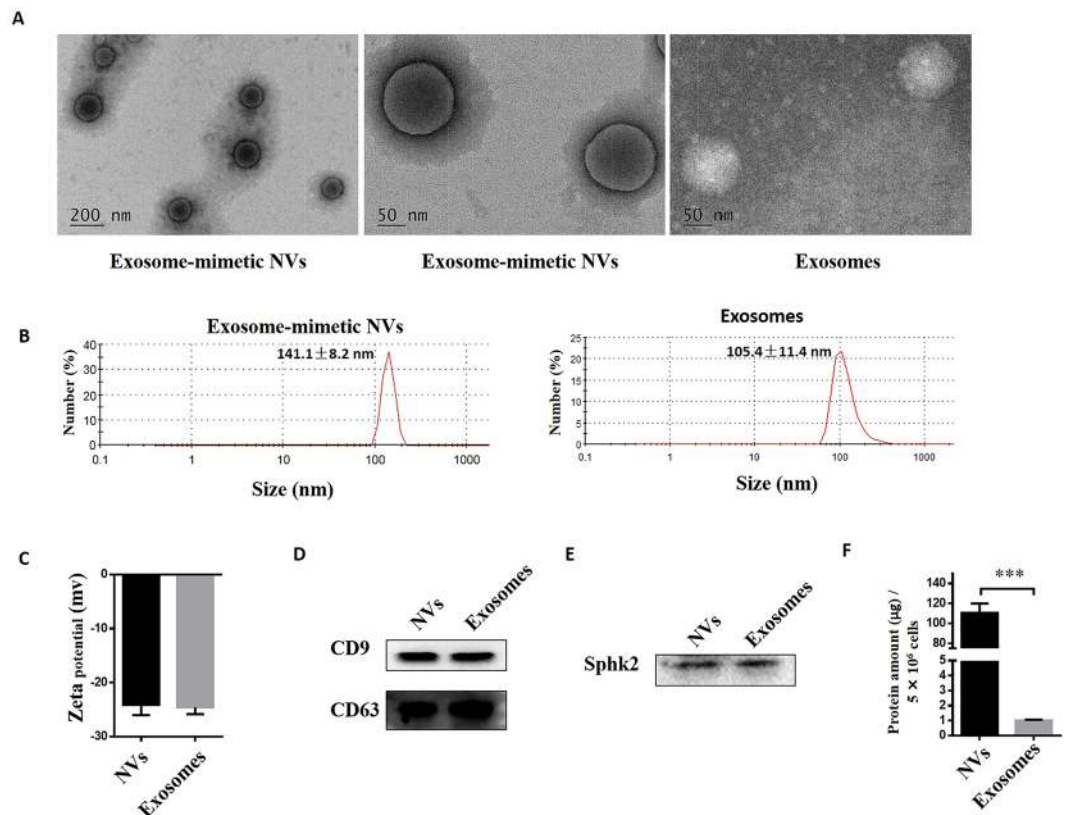 A
200 nm
50 nm
50 nm
Exosome-mimetic NVs
Exosome-mimetic NVs
Exosomes
B
Exosome-mimetic NVs
141.1±8.2 nm
Number (%)
40
30
20
10
0
0.1
1
10
100
1000
Size (nm)
Exosomes
105.4±11.4 nm
Number (%)
25
20
15
10
5
0
0.1
1
10
100
1000
Size (nm)
C
Zeta potential (mv)
0
-10
-20
-30
NVs
Exosomes
D
NVs
Exosomes
CD9
CD63
E
NVs
Exosomes
Sphk2
F
***
Protein amount (μg) /
5 × 10⁶ cells
140
120
100
80
5
4
3
2
1
0
NVs
Exosomes